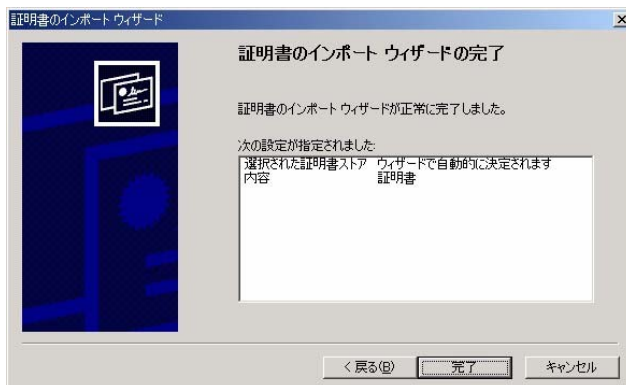 証明書のインポート ウィザード
証明書のインポート ウィザードの完了
証明書のインポート ウィザードが正常に完了しました。
次の設定が指定されました:
選択された証明書ストア ウィザードで自動的に決定されます
内容 証明書
< 戻る(B) 完了 キャンセル